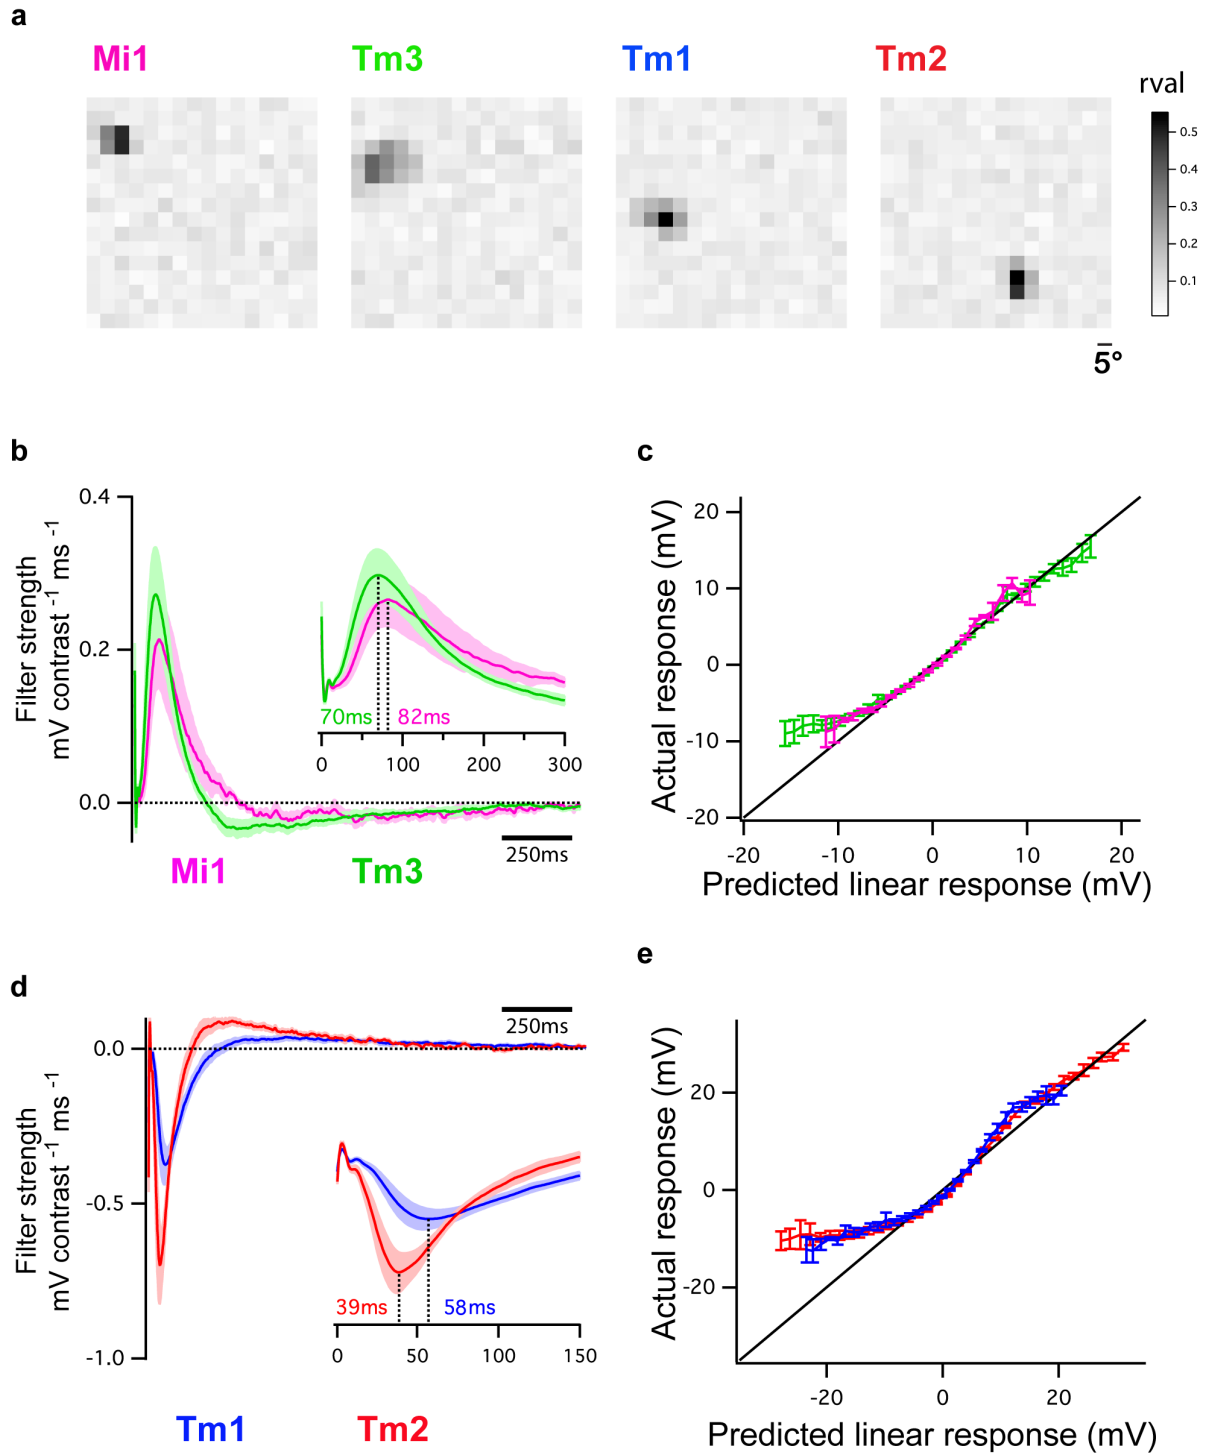 a
Mi1
Tm3
Tm1
Tm2
rval
0.5
0.4
0.3
0.2
0.1
5°
b
Filter strength
mV contrast -1 ms -1
0.4
0.2
0.0
70ms
82ms
0
100
200
300
250ms
Mi1
Tm3
c
Actual response (mV)
20
10
0
-10
-20
-20
-10
0
10
20
Predicted linear response (mV)
d
Filter strength
mV contrast -1 ms -1
0.0
-0.5
-1.0
250ms
39ms
58ms
0
50
100
150
Tm1
Tm2
e
Actual response (mV)
20
0
-20
-20
0
20
Predicted linear response (mV)